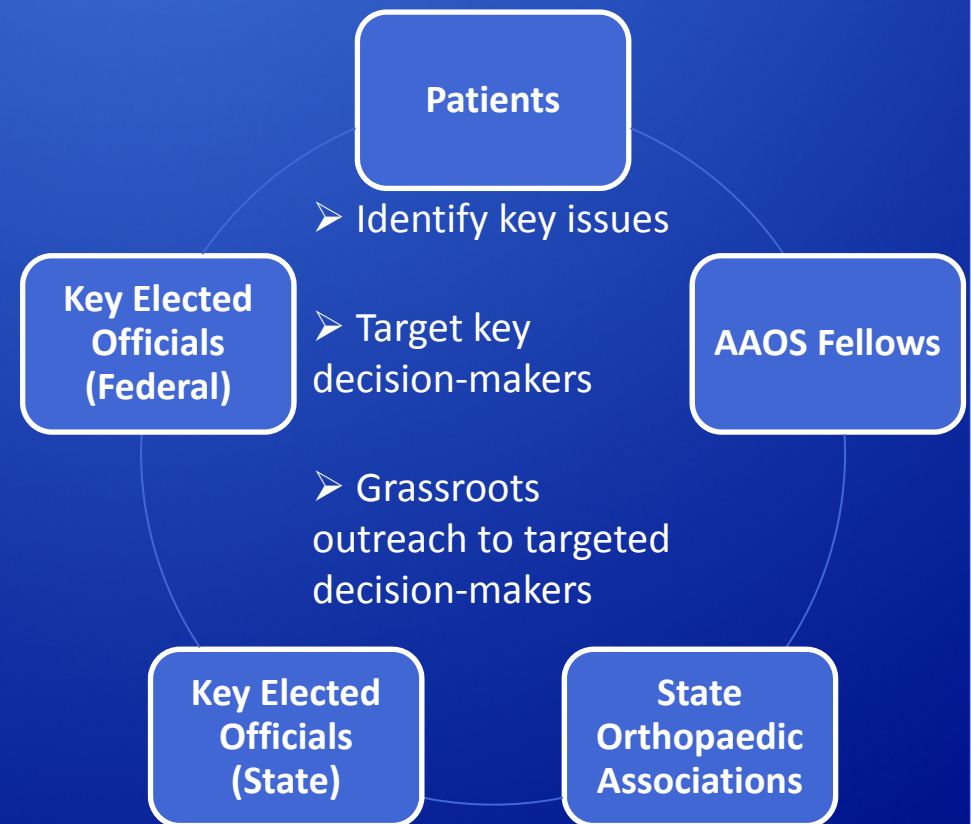 Patients
➢ Identify key issues
Key Elected
Officials
(Federal)
➢ Target key
decision-makers
AAOS Fellows
➢ Grassroots
outreach to targeted
decision-makers
Key Elected
Officials
(State)
State
Orthopaedic
Associations